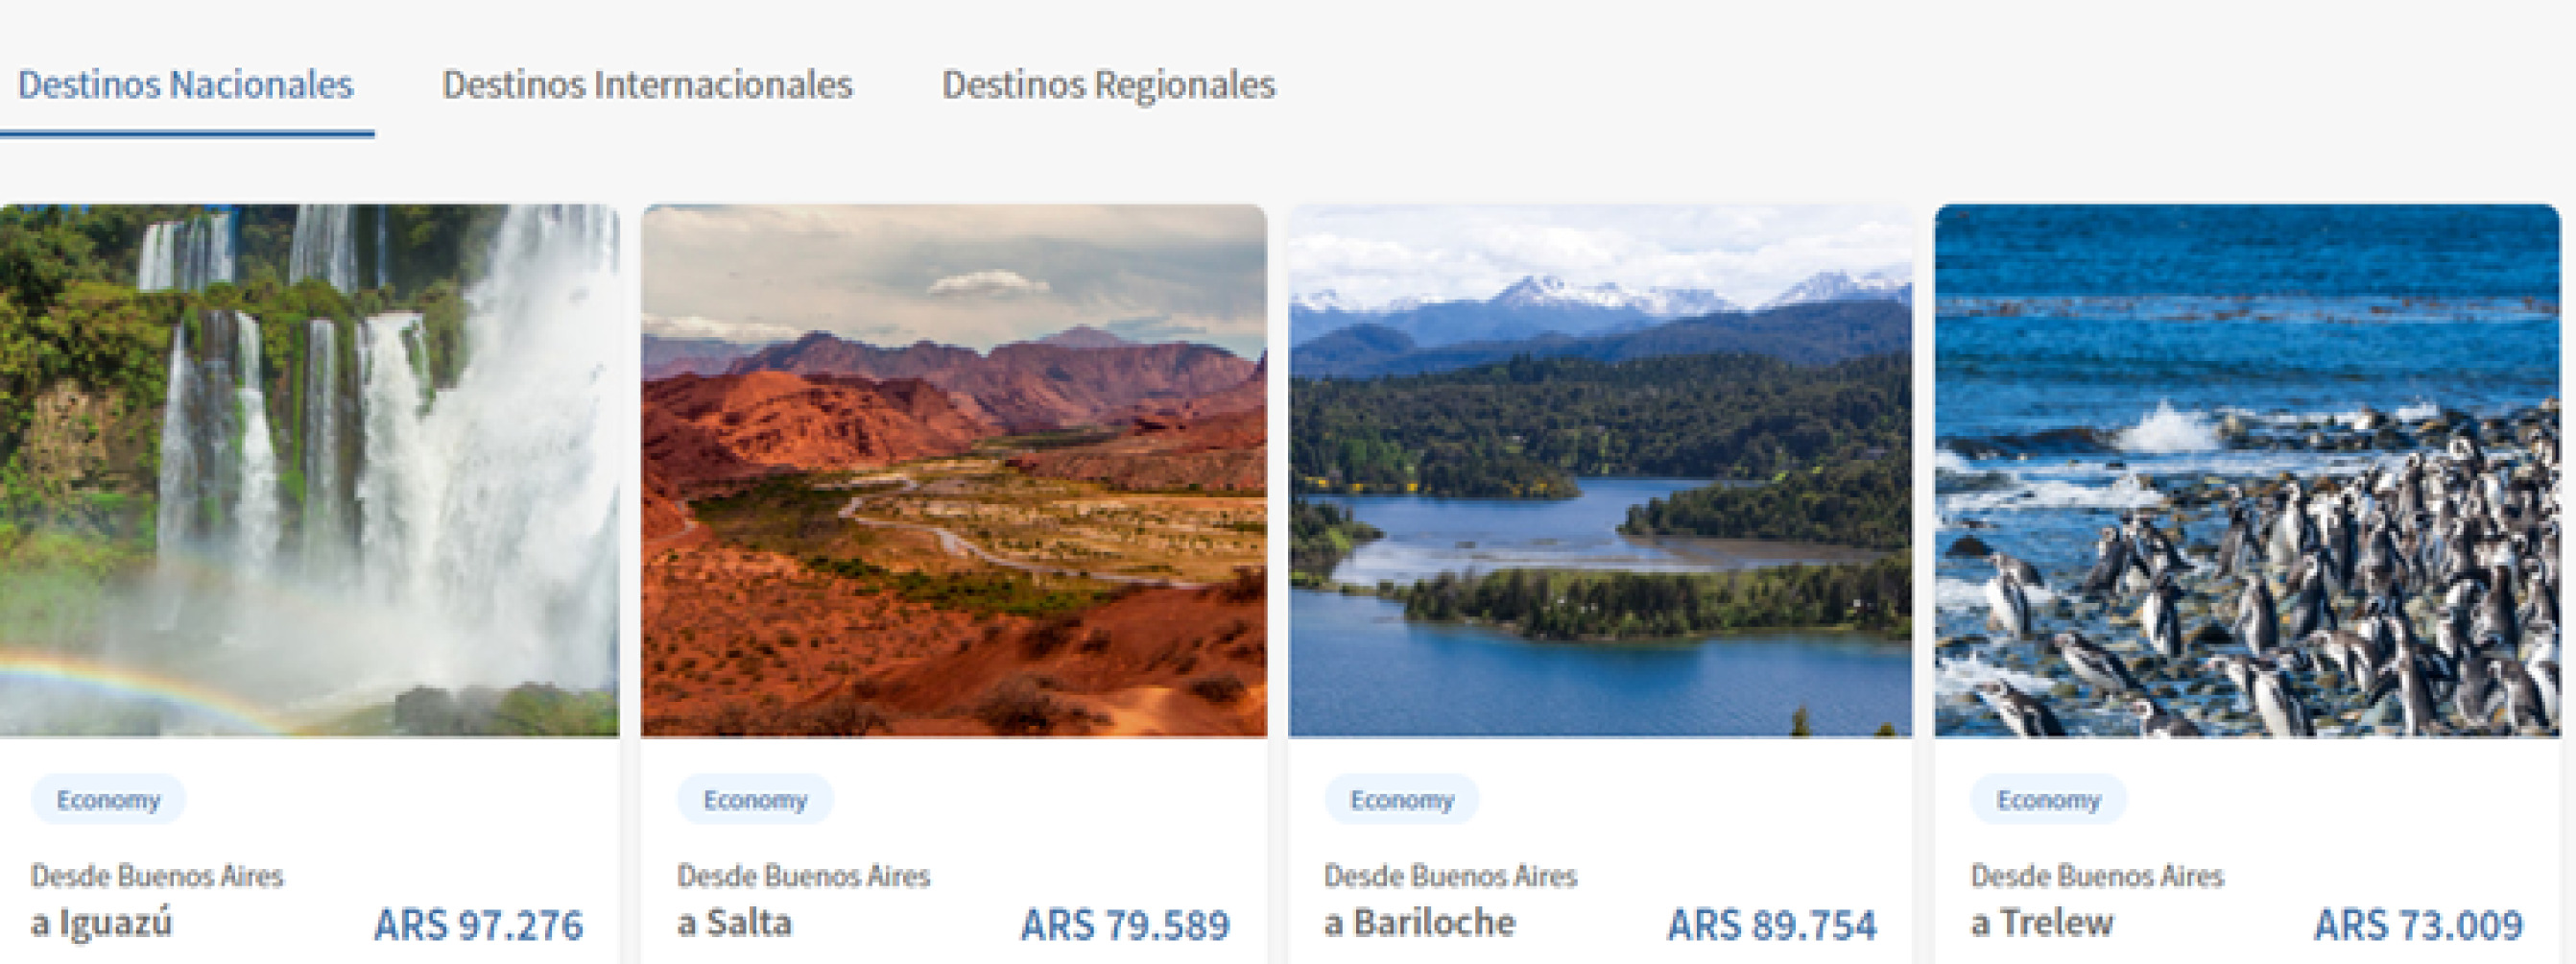 Destinos Nacionales Destinos Internacionales Destinos Regionales
Economy
Desde Buenos Aires
a Iguazú ARS 97.276
Economy
Desde Buenos Aires
a Salta ARS 79.589
Economy
Desde Buenos Aires
a Bariloche ARS 89.754
Economy
Desde Buenos Aires
a Trelew ARS 73.009